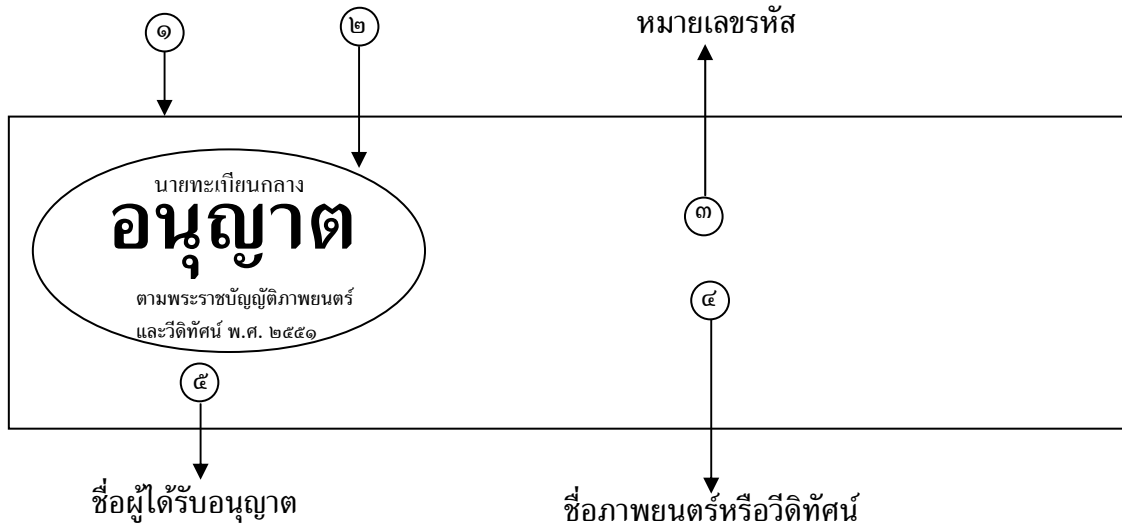 ๑
๒
หมายเลขรหัส
นายทะเบียนกลาง
อนุญาต
ตามพระราชบัญญัติภาพยนตร์
และวีดิทัศน์ พ.ศ. ๒๕๕๑
๓
๔
๕
ชื่อผู้ได้รับอนุญาต
ชื่อภาพยนตร์หรือวีดิทัศน์